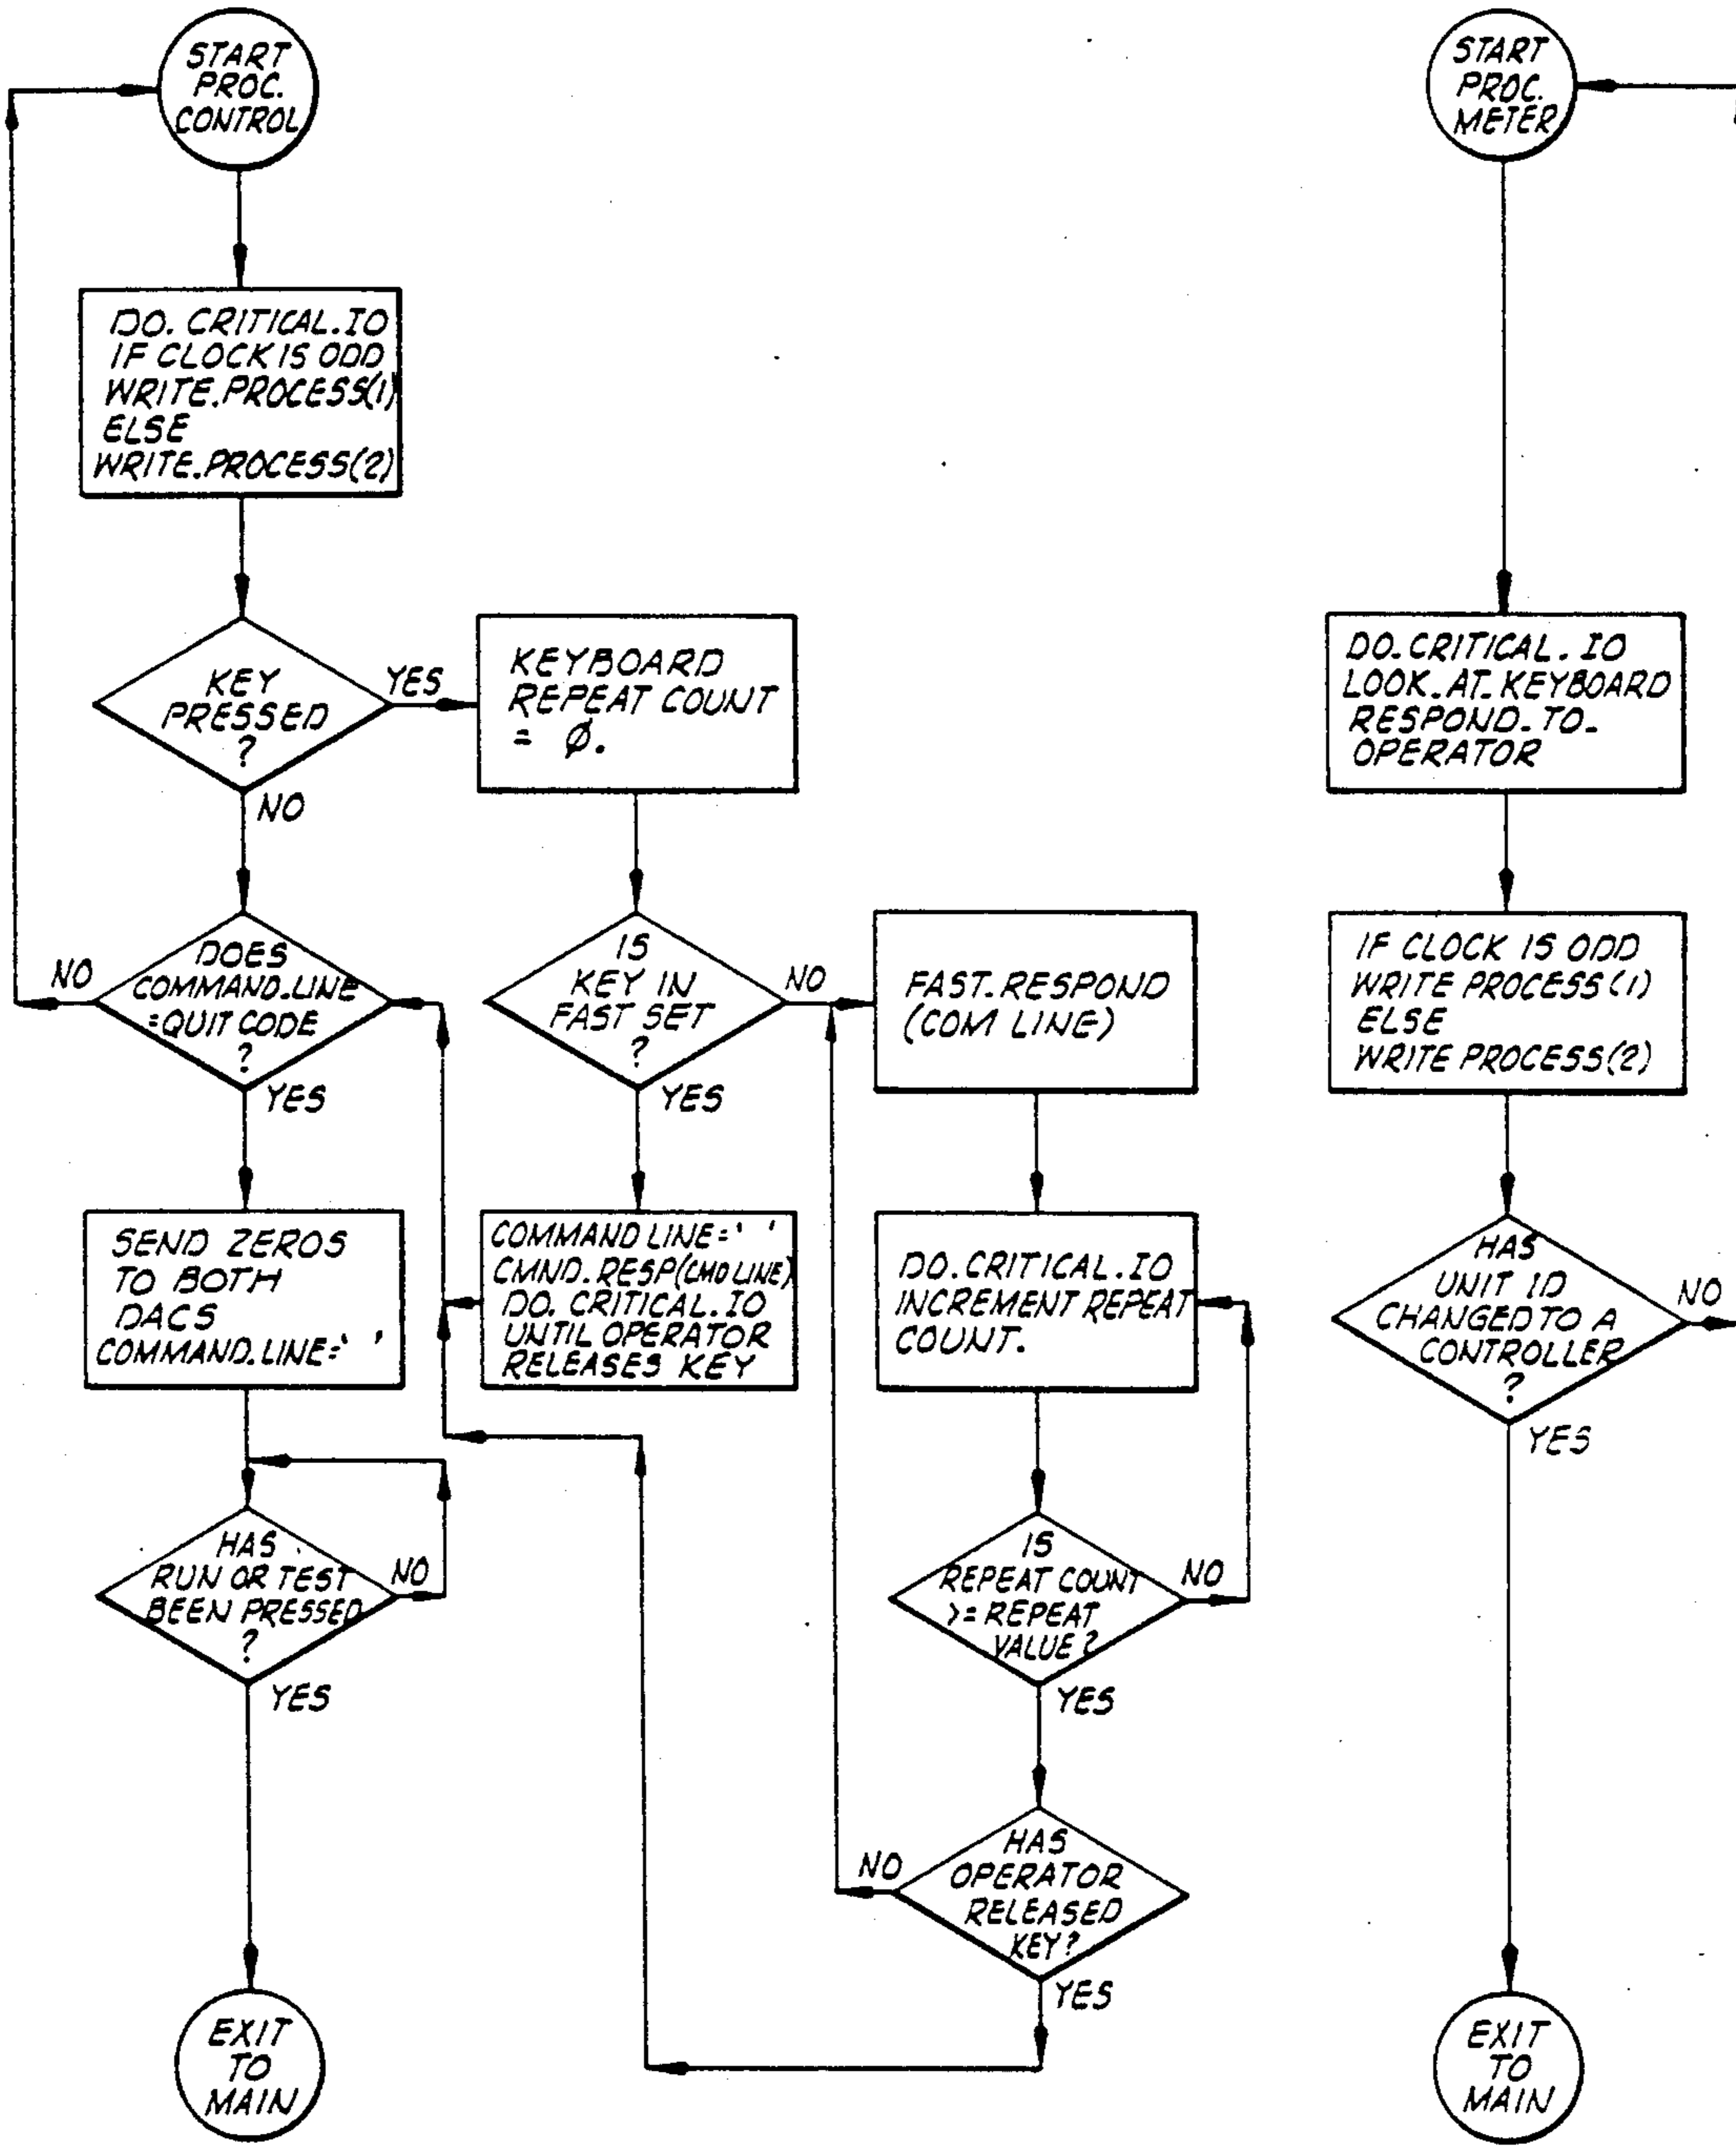 START
PROC.
CONTROL
DO. CRITICAL.IO
IF CLOCK IS ODD
WRITE.PROCESS(1)
ELSE
WRITE.PROCESS(2)
KEY
PRESSED
?
YES
NO
KEYBOARD
REPEAT COUNT
= Ø.
DOES
COMMAND.LINE
=QUIT CODE
?
NO
YES
IS
KEY IN
FAST SET
?
NO
YES
FAST.RESPOND
(COM LINE)
SEND ZEROS
TO BOTH
DACS
COMMAND.LINE=' '
COMMAND LINE=' '
CMND.RESP(CMD LINE)
DO. CRITICAL.IO
UNTIL OPERATOR
RELEASES KEY
DO.CRITICAL.IO
INCREMENT REPEAT
COUNT.
HAS
RUN OR TEST
BEEN PRESSED
?
NO
YES
IS
REPEAT COUNT
>=REPEAT
VALUE?
NO
YES
HAS
OPERATOR
RELEASED
KEY?
NO
YES
EXIT
TO
MAIN
START
PROC.
METER
DO.CRITICAL.IO
LOOK.AT.KEYBOARD
RESPOND.TO.
OPERATOR
IF CLOCK IS ODD
WRITE PROCESS(1)
ELSE
WRITE PROCESS(2)
HAS
UNIT ID
CHANGED TO A
CONTROLLER
?
NO
YES
EXIT
TO
MAIN